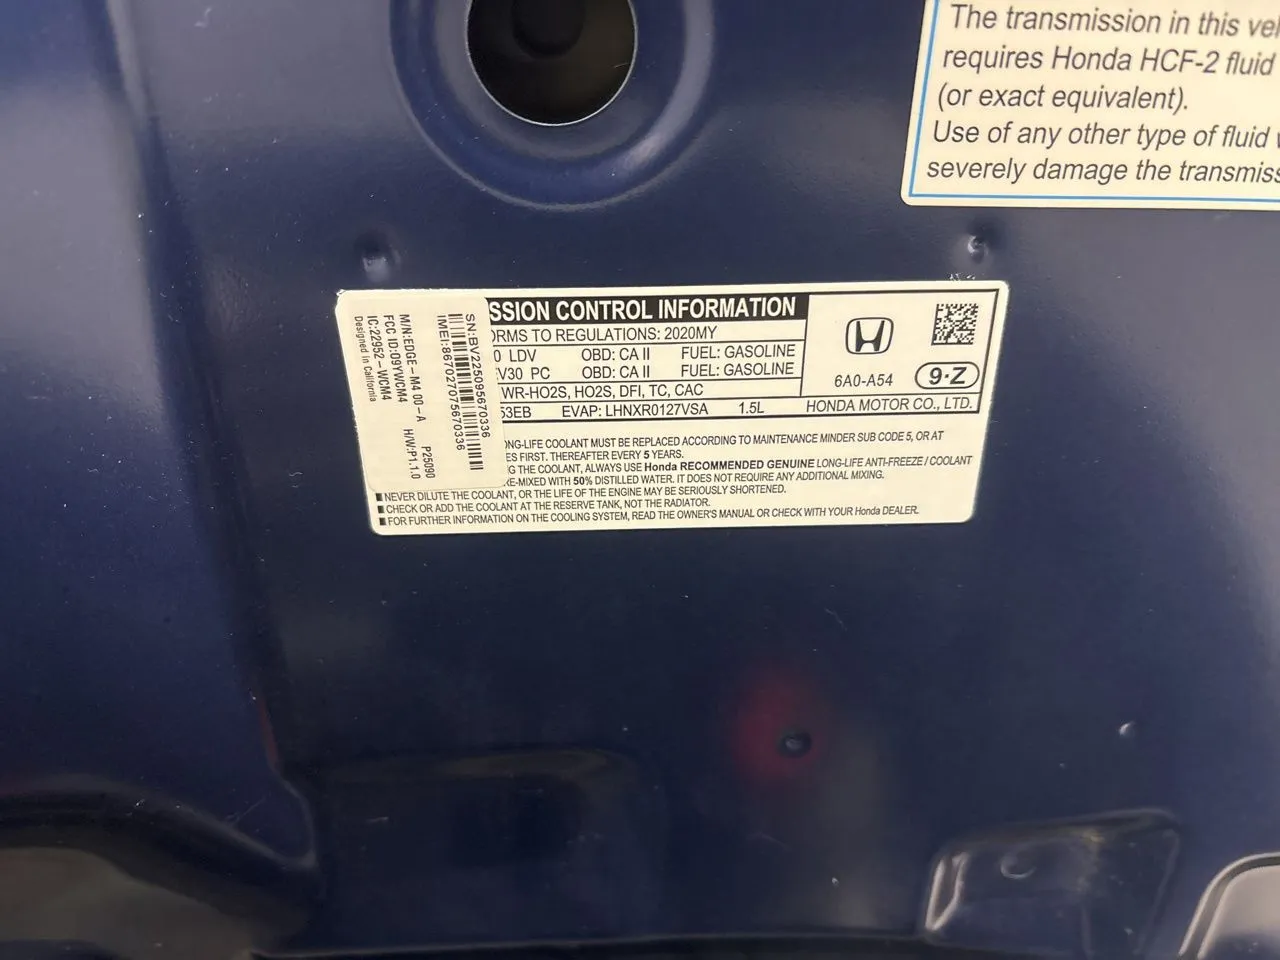 The transmission in this
requires Honda HCF-2 fluid
(or exact equivalent).
Use of any other type of fluid
severely damage the
SSION CONTROL INFORMATION
ORMS TO REGULATIONS: 2020MY
0 LDV OBD: CA II FUEL: GASOLINE
V30 PC OBD: CA II FUEL: GASOLINE
WR-HO2S, HO2S, DFI, TC, CAC
53EB EVAP: LHNXR0127VSA 1.5L
6A0-A54 9·Z
HONDA MOTOR CO., LTD.
ONG-LIFE COOLANT MUST BE REPLACED ACCORDING TO MAINTENANCE MINDER SUB CODE 5, OR AT
ES FIRST. THEREAFTER EVERY 5 YEARS.
G THE COOLANT, ALWAYS USE Honda RECOMMENDED GENUINE LONG-LIFE ANTI-FREEZE / COOLANT
RE-MIXED WITH 50% DISTILLED WATER. IT DOES NOT REQUIRE ANY ADDITIONAL MIXING.
■ NEVER DILUTE THE COOLANT, OR THE LIFE OF THE ENGINE MAY BE SERIOUSLY SHORTENED.
■ CHECK OR ADD THE COOLANT AT THE RESERVE TANK, NOT THE RADIATOR.
■ FOR FURTHER INFORMATION ON THE COOLING SYSTEM, READ THE OWNER'S MANUAL OR CHECK WITH YOUR Honda DEALER.
SN:BV225095670336
IMEI:867027075670336
P25090
M/N:EDGE-M4 00-A H/W:P1.1.0
FCC ID:O9YWCM4
IC:22952-WCM4
Designed in California